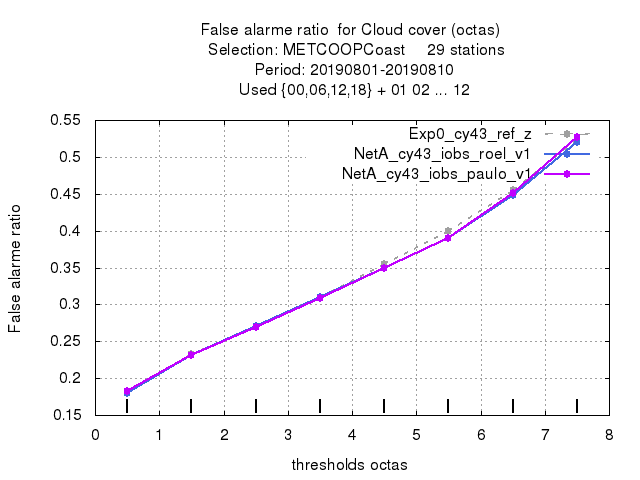 False alarme ratio  for Cloud cover (octas)
Selection: METCOOPCoast     29 stations
Period: 20190801-20190810
Used {00,06,12,18} + 01 02 ... 12
Exp0_cy43_ref_z
NetA_cy43_iobs_roel_v1
NetA_cy43_iobs_paulo_v1
False alarme ratio
0.55
0.5
0.45
0.4
0.35
0.3
0.25
0.2
0.15
0 1 2 3 4 5 6 7 8
thresholds octas